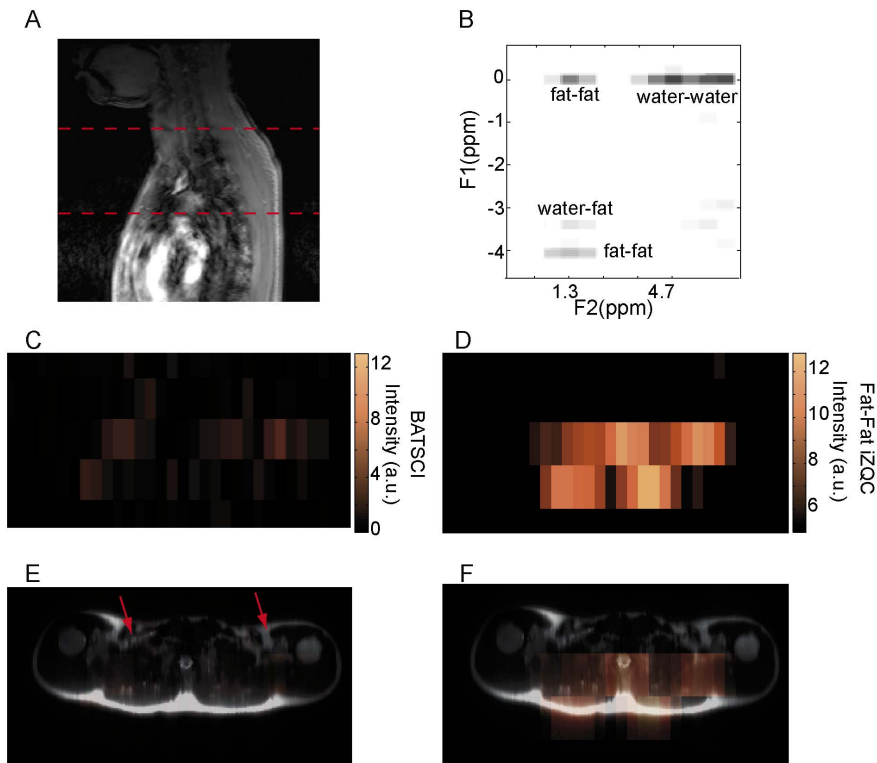 A
B
0
-1
-2
-3
-4
F1(ppm)
fat-fat
water-water
water-fat
fat-fat
1.3
4.7
F2(ppm)
C
12
8
4
0
Intensity (a.u.)
BATSCI
D
12
10
8
6
Intensity (a.u.)
Fat-Fat iZQC
E
F